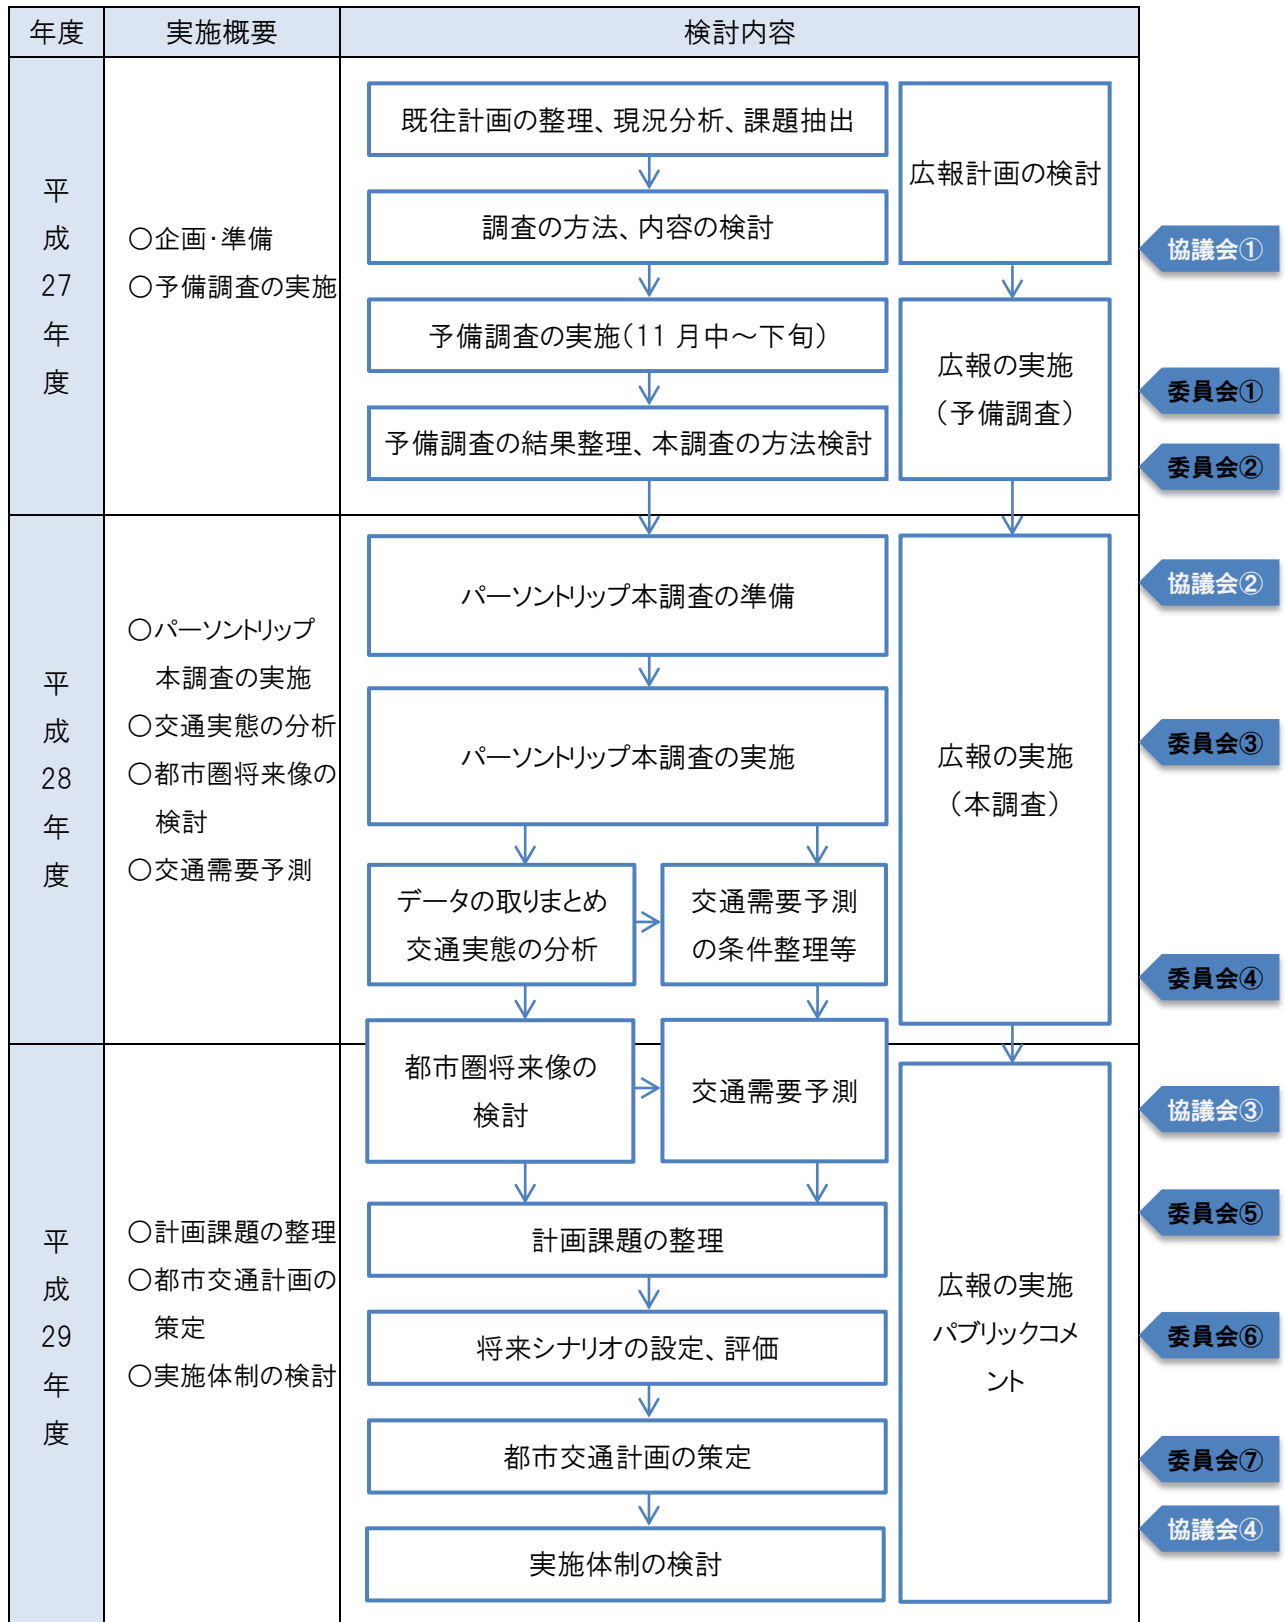 年度
実施概要
検討内容
平
成
27
年
度
○企画・準備
○予備調査の実施
既往計画の整理、現況分析、課題抽出
調査の方法、内容の検討
予備調査の実施（11 月中～下旬）
予備調査の結果整理、本調査の方法検討
広報計画の検討
広報の実施
（予備調査）
協議会①
委員会①
委員会②
平
成
28
年
度
○パーソントリップ
本調査の実施
○交通実態の分析
○都市圏将来像の
検討
○交通需要予測
パーソントリップ本調査の準備
パーソントリップ本調査の実施
データの取りまとめ
交通実態の分析
交通需要予測
の条件整理等
広報の実施
（本調査）
協議会②
委員会③
委員会④
都市圏将来像の
検討
交通需要予測
平
成
29
年
度
○計画課題の整理
○都市交通計画の
策定
○実施体制の検討
計画課題の整理
将来シナリオの設定、評価
都市交通計画の策定
実施体制の検討
広報の実施
パブリックコメ
ント
協議会③
委員会⑤
委員会⑥
委員会⑦
協議会④